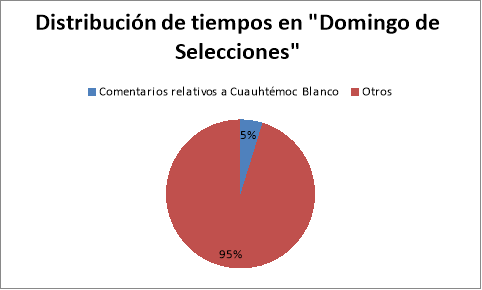 Distribución de tiempos en "Domingo de
Selecciones"
Comentarios relativos a Cuauhtémoc Blanco Otros
5%
95%